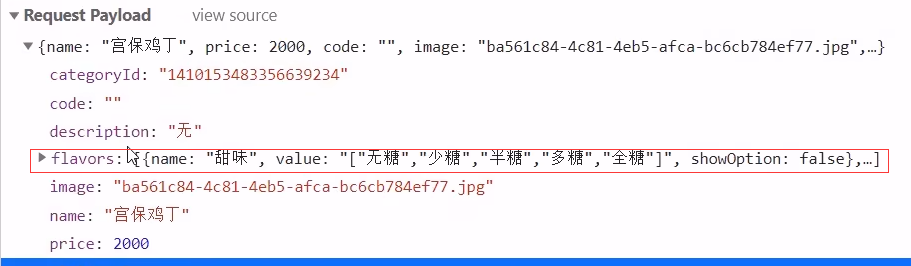 ▼Request Payload view source
▼{name: "宫保鸡丁", price: 2000, code: "", image: "ba561c84-4c81-4eb5-afca-bc6cb784ef77.jpg",…}
categoryId: "1410153483356639234"
code: ""
description: "无"
▶flavors: [{name: "甜味", value: "["无糖","少糖","半糖","多糖","全糖"]", showOption: false},…]
image: "ba561c84-4c81-4eb5-afca-bc6cb784ef77.jpg"
name: "宫保鸡丁"
price: 2000